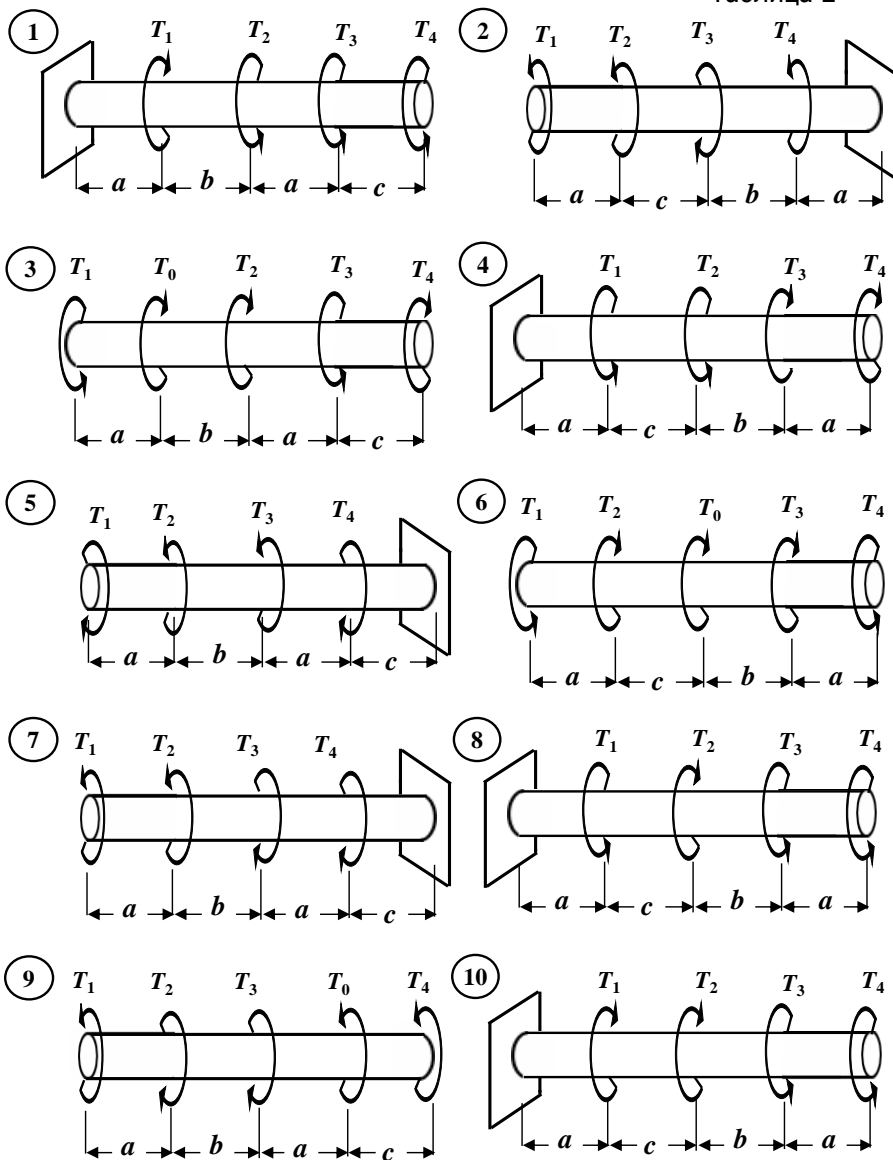 Таблица 2
1 T₁ T₂ T₃ T₄
a b a c
2 T₁ T₂ T₃ T₄
a c b a
3 T₁ T₀ T₂ T₃ T₄
a b a c
4 T₁ T₂ T₃ T₄
a c b a
5 T₁ T₂ T₃ T₄
a b a c
6 T₁ T₂ T₀ T₃ T₄
a c b a
7 T₁ T₂ T₃ T₄
a b a c
8 T₁ T₂ T₃ T₄
a c b a
9 T₁ T₂ T₃ T₀ T₄
a b a c
10 T₁ T₂ T₃ T₄
a c b a